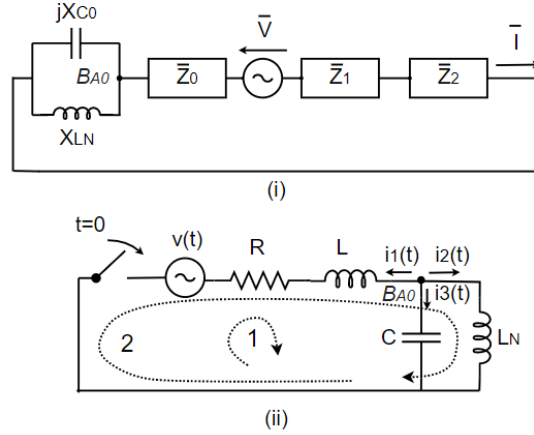 jXC0
V̅
I̅
BA0
Z̅0
Z̅1
Z̅2
XLN
(i)
t=0
v(t)
R
L
i1(t)
i2(t)
BA0
i3(t)
2
1
C
LN
(ii)